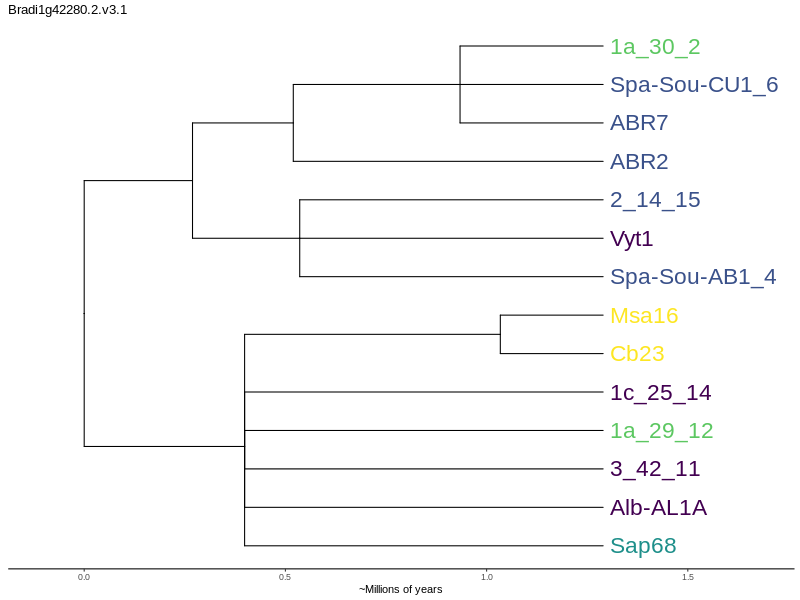 Bradi1g42280.2.v3.1
1a_30_2
Spa-Sou-CU1_6
ABR7
ABR2
2_14_15
Vyt1
Spa-Sou-AB1_4
Msa16
Cb23
1c_25_14
1a_29_12
3_42_11
Alb-AL1A
Sap68
0.0 0.5 1.0 1.5
~Millions of years